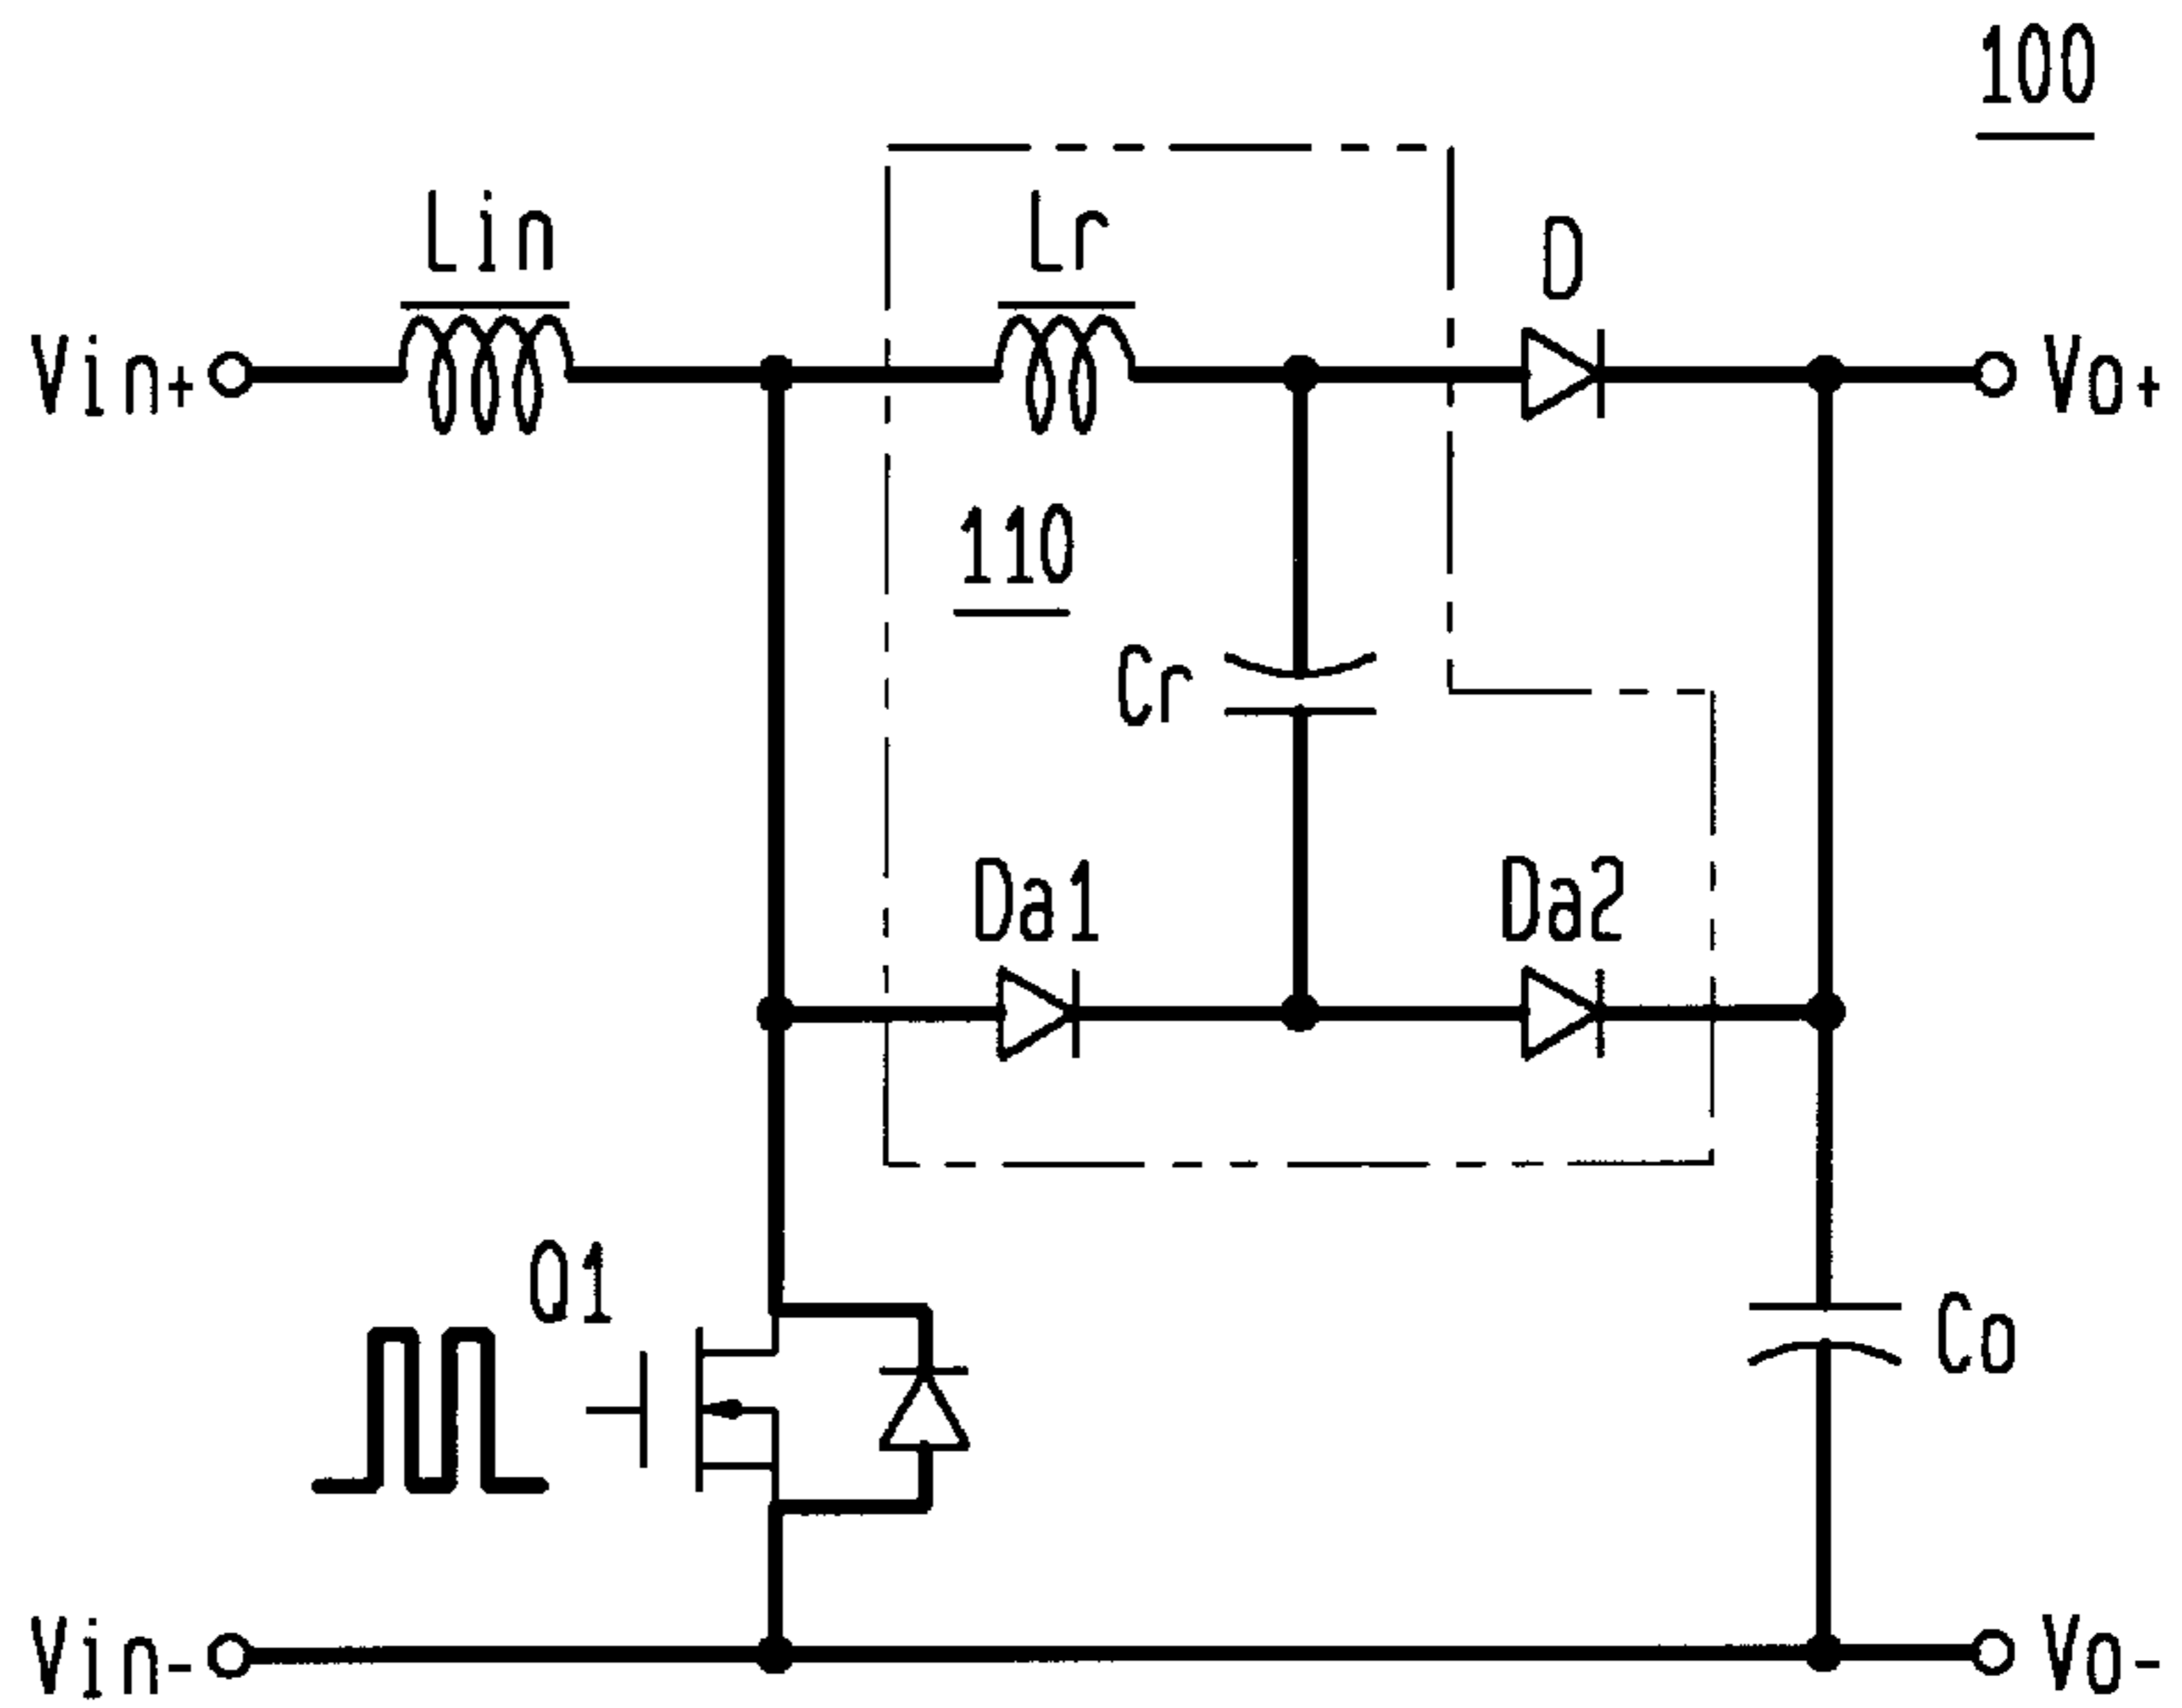 100
Lin
Lr
D
Vin+
Vo+
110
Cr
Da1
Da2
Q1
Co
Vin-
Vo-